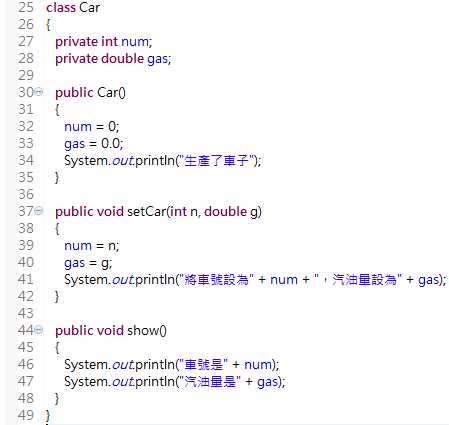 25 class Car
26 {
27 private int num;
28 private double gas;
29
30 public Car()
31 {
32 num = 0;
33 gas = 0.0;
34 System.out.println("生產了車子");
35 }
36
37 public void setCar(int n, double g)
38 {
39 num = n;
40 gas = g;
41 System.out.println("將車號設為" + num + "，汽油量設為" + gas);
42 }
43
44 public void show()
45 {
46 System.out.println("車號是" + num);
47 System.out.println("汽油量是" + gas);
48 }
49 }